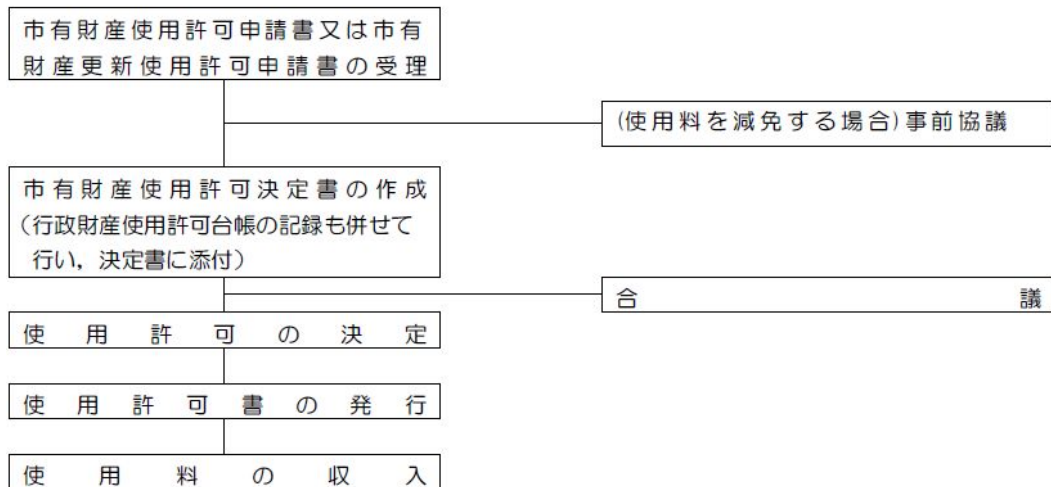 市有財産使用許可申請書又は市有
財産更新使用許可申請書の受理
(使用料を減免する場合)事前協議
市有財産使用許可決定書の作成
（行政財産使用許可台帳の記録も併せて
行い，決定書に添付）
合議
使用許可の決定
使用許可書の発行
使用料の収入